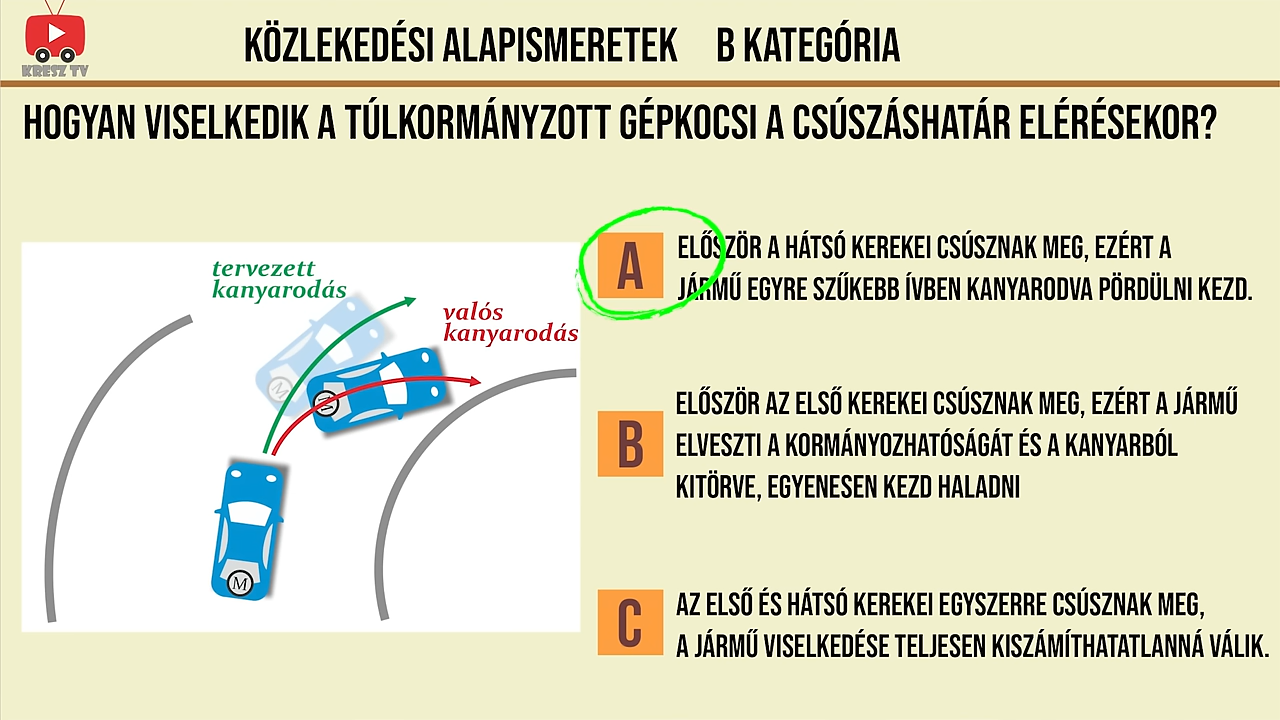 KRESZ TV
KÖZLEKEDÉSI ALAPISMERETEK B KATEGÓRIA
HOGYAN VISELKEDIK A TÚLKORMÁNYZOTT GÉPKOCSI A CSÚSZÁSHATÁR ELÉRÉSEKOR?
tervezett
kanyarodás
valós
kanyarodás
M
M
M
A
ELŐSZÖR A HÁTSÓ KEREKEI CSÚSZNAK MEG, EZÉRT A
JÁRMŰ EGYRE SZŰKEBB ÍVBEN KANYARODVA PÖRDÜLNI KEZD.
B
ELŐSZÖR AZ ELSŐ KEREKEI CSÚSZNAK MEG, EZÉRT A JÁRMŰ
ELVESZTI A KORMÁNYOZHATÓSÁGÁT ÉS A KANYARBÓL
KITÖRVE, EGYENESEN KEZD HALADNI
C
AZ ELSŐ ÉS HÁTSÓ KEREKEI EGYSZERRE CSÚSZNAK MEG,
A JÁRMŰ VISELKEDÉSE TELJESEN KISZÁMÍTHATATLANNÁ VÁLIK.